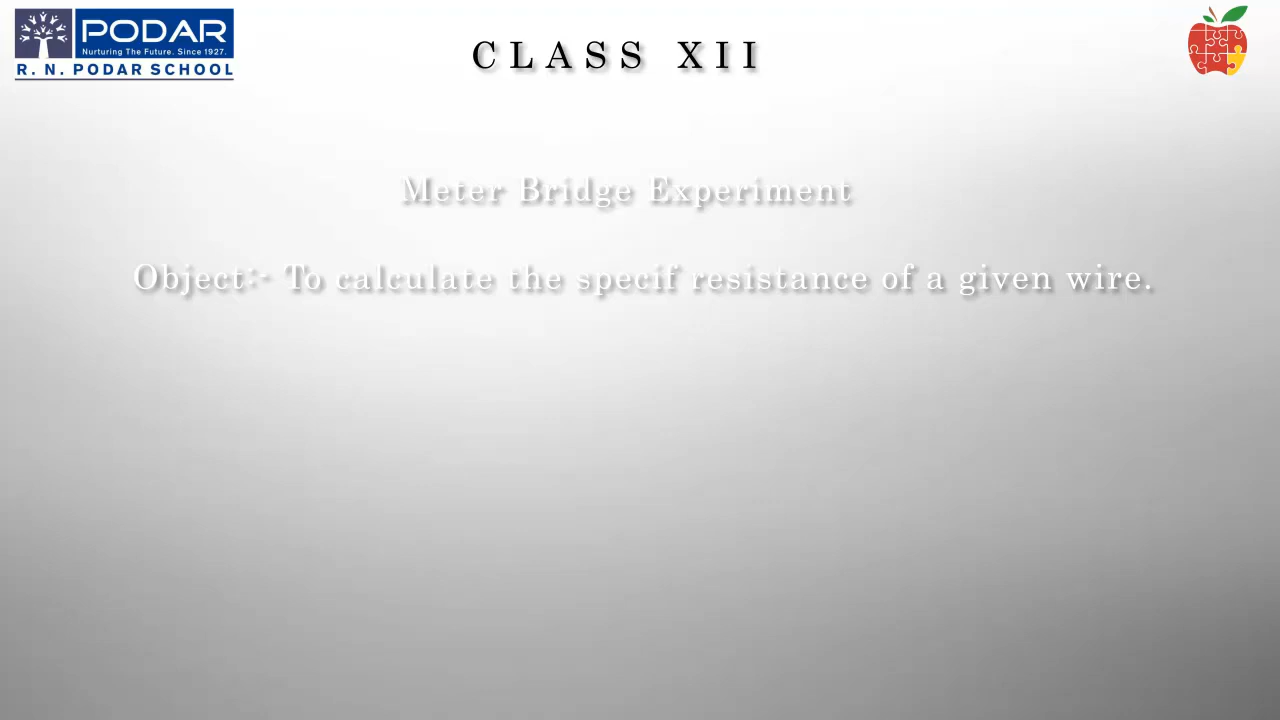 PODAR
Nurturing The Future. Since 1927.
R. N. PODAR SCHOOL
CLASS XII
Meter Bridge Experiment
Object:- To calculate the specif resistance of a given wire.